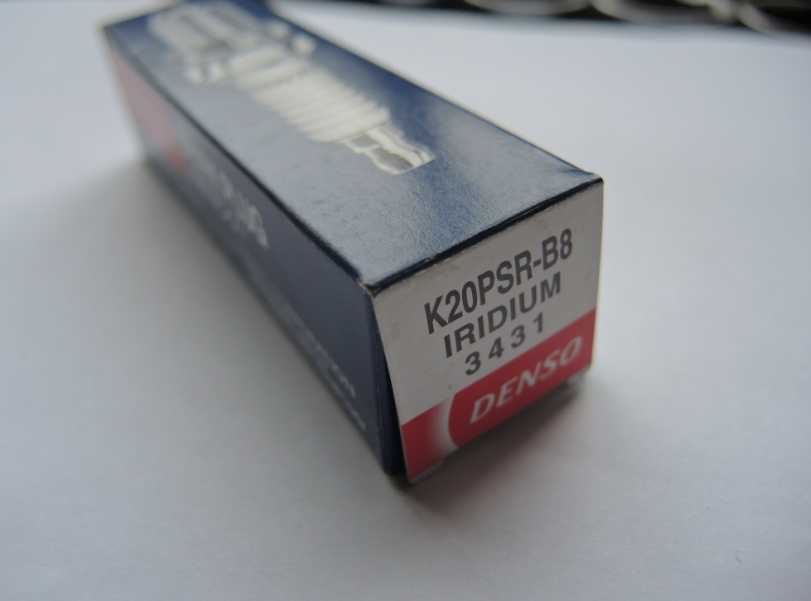 K20PSR-B8
IRIDIUM
3431
DENSO